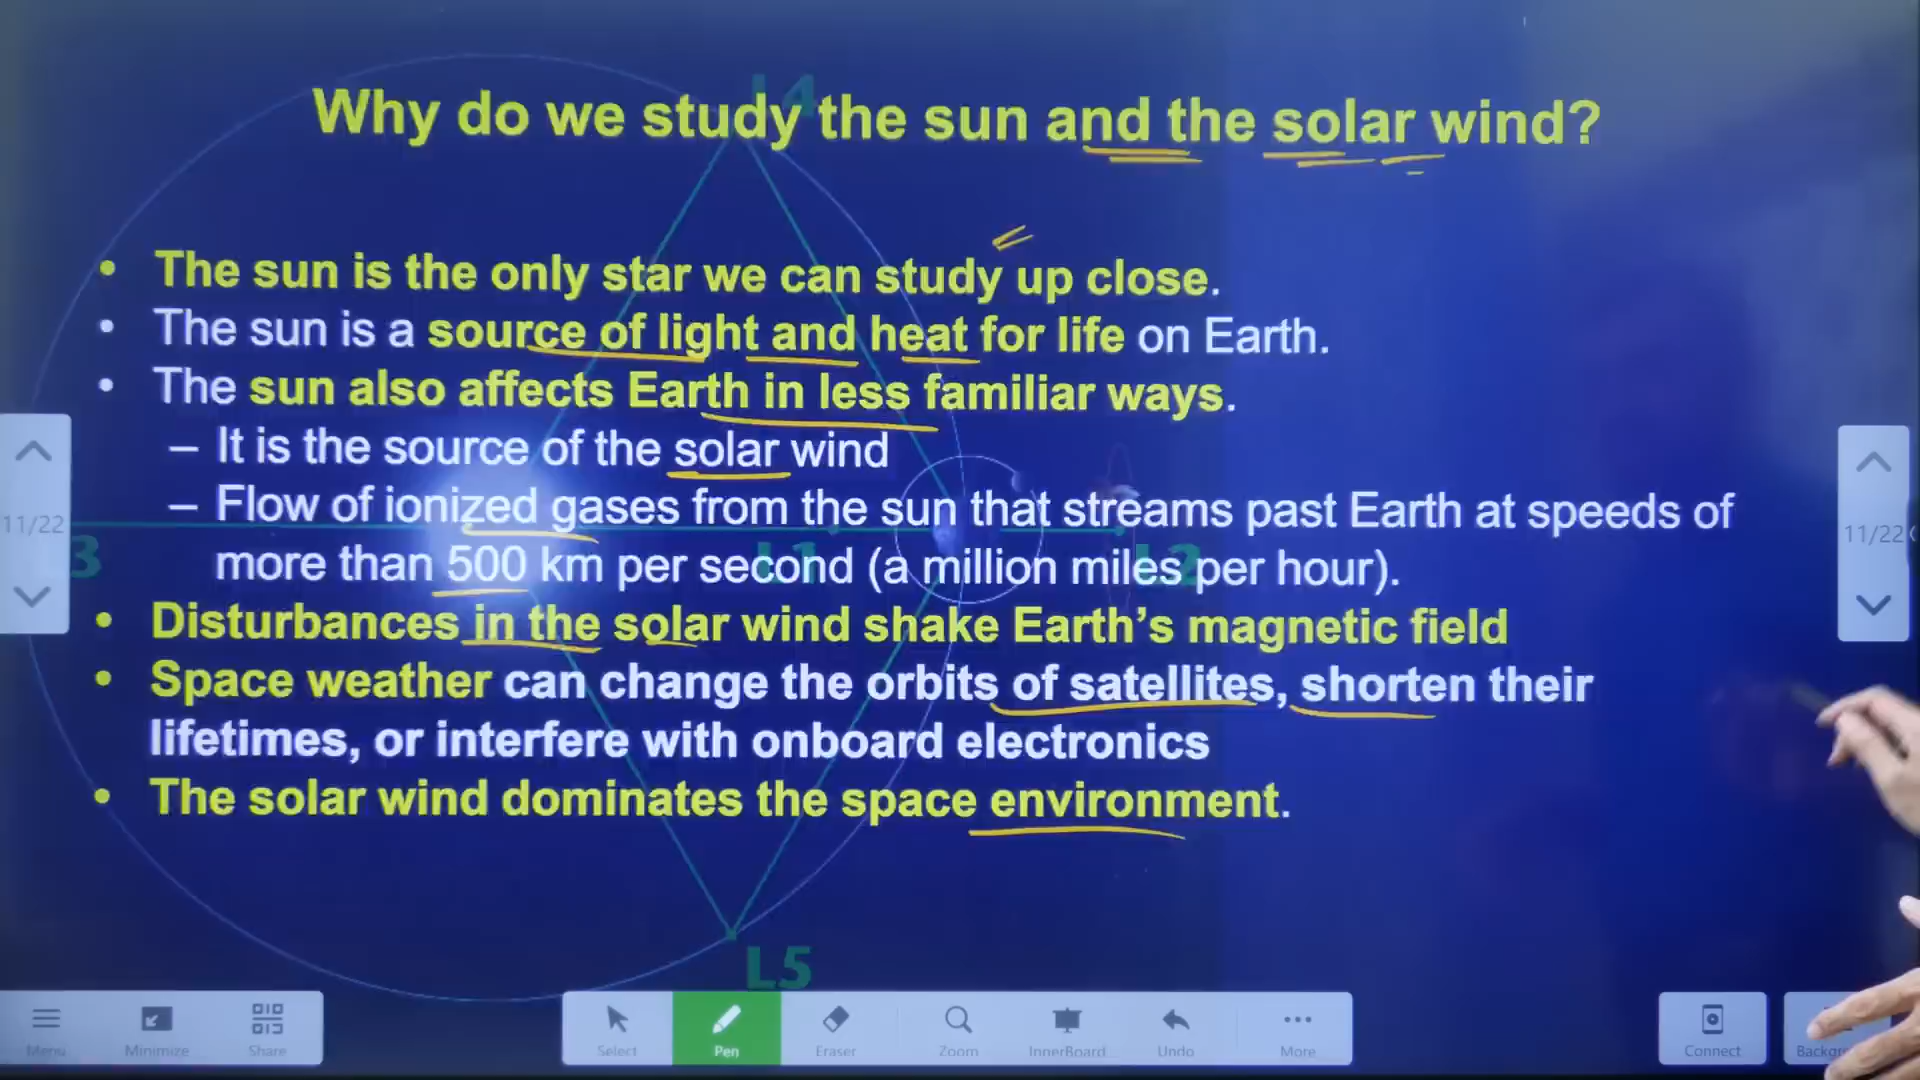 L4
Why do we study the sun and the solar wind?
• The sun is the only star we can study up close.
• The sun is a source of light and heat for life on Earth.
• The sun also affects Earth in less familiar ways.
– It is the source of the solar wind
– Flow of ionized gases from the sun that streams past Earth at speeds of
more than 500 km per second (a million miles per hour).
11/22
11/22
3
L1
L2
• Disturbances in the solar wind shake Earth’s magnetic field
• Space weather can change the orbits of satellites, shorten their
lifetimes, or interfere with onboard electronics
• The solar wind dominates the space environment.
L5
Menu Minimize Share Select Pen Eraser Zoom InnerBoard... Undo More Connect